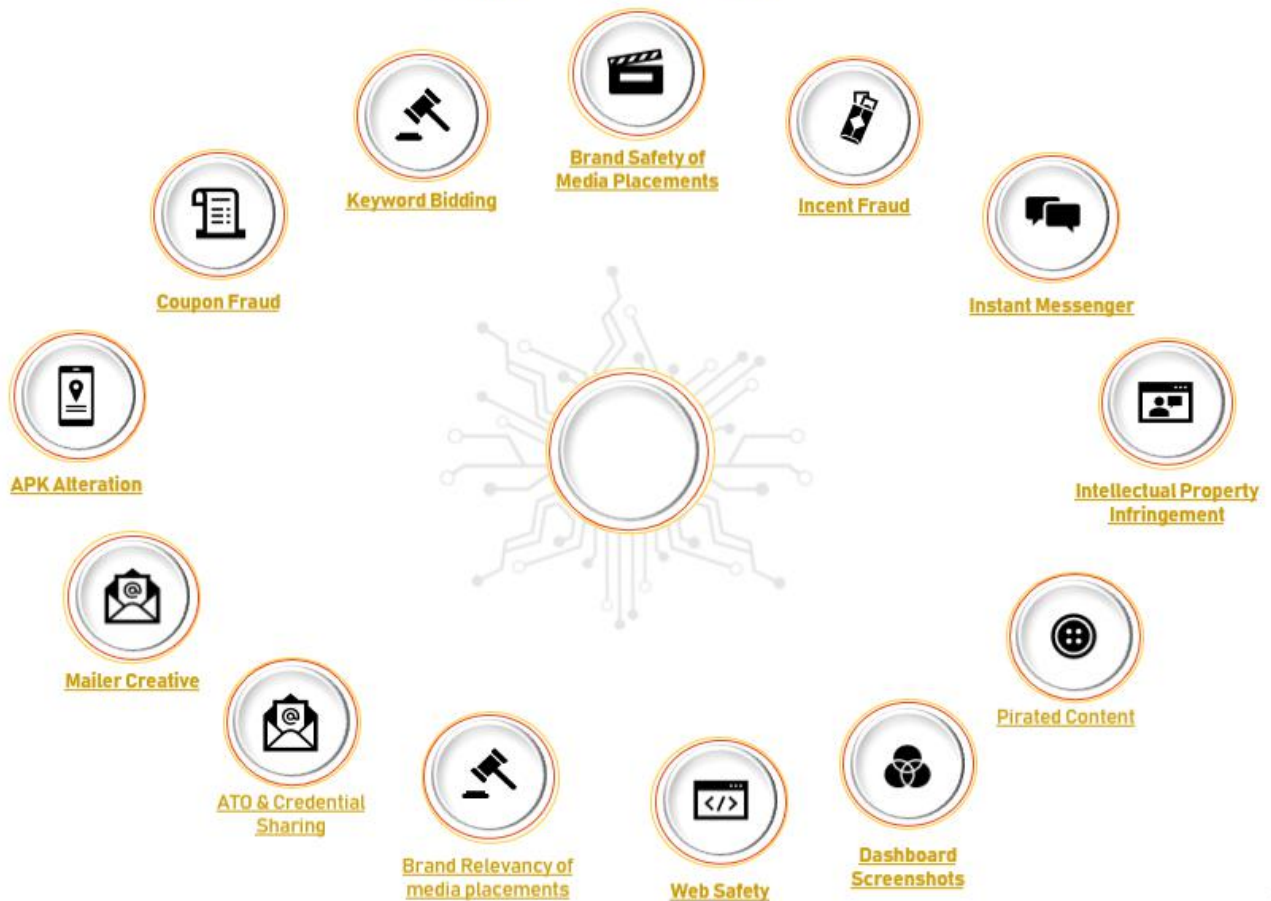 Brand Safety of
Media Placements
Keyword Bidding
Incent Fraud
Coupon Fraud
Instant Messenger
APK Alteration
Intellectual Property
Infringement
Mailer Creative
Pirated Content
ATO & Credential
Sharing
Brand Relevancy of
media placements
Web Safety
Dashboard
Screenshots
@
@
</>